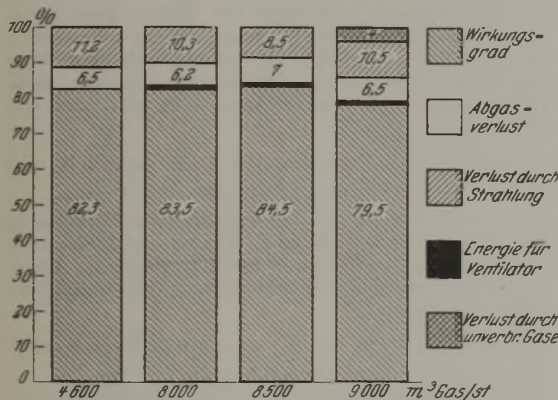 %
100
90
80
70
60
50
40
30
20
10
0
11,2
6,5
82,3
10,3
6,2
83,5
8,5
7
84,5
4
10,5
6,5
79,5
4600
8000
8500
9000 m³Gas/st
Wirkungs-
grad
Abgas-
verlust
Verlust durch
Strahlung
Energie für
Ventilator
Verlust durch
unverbr. Gase